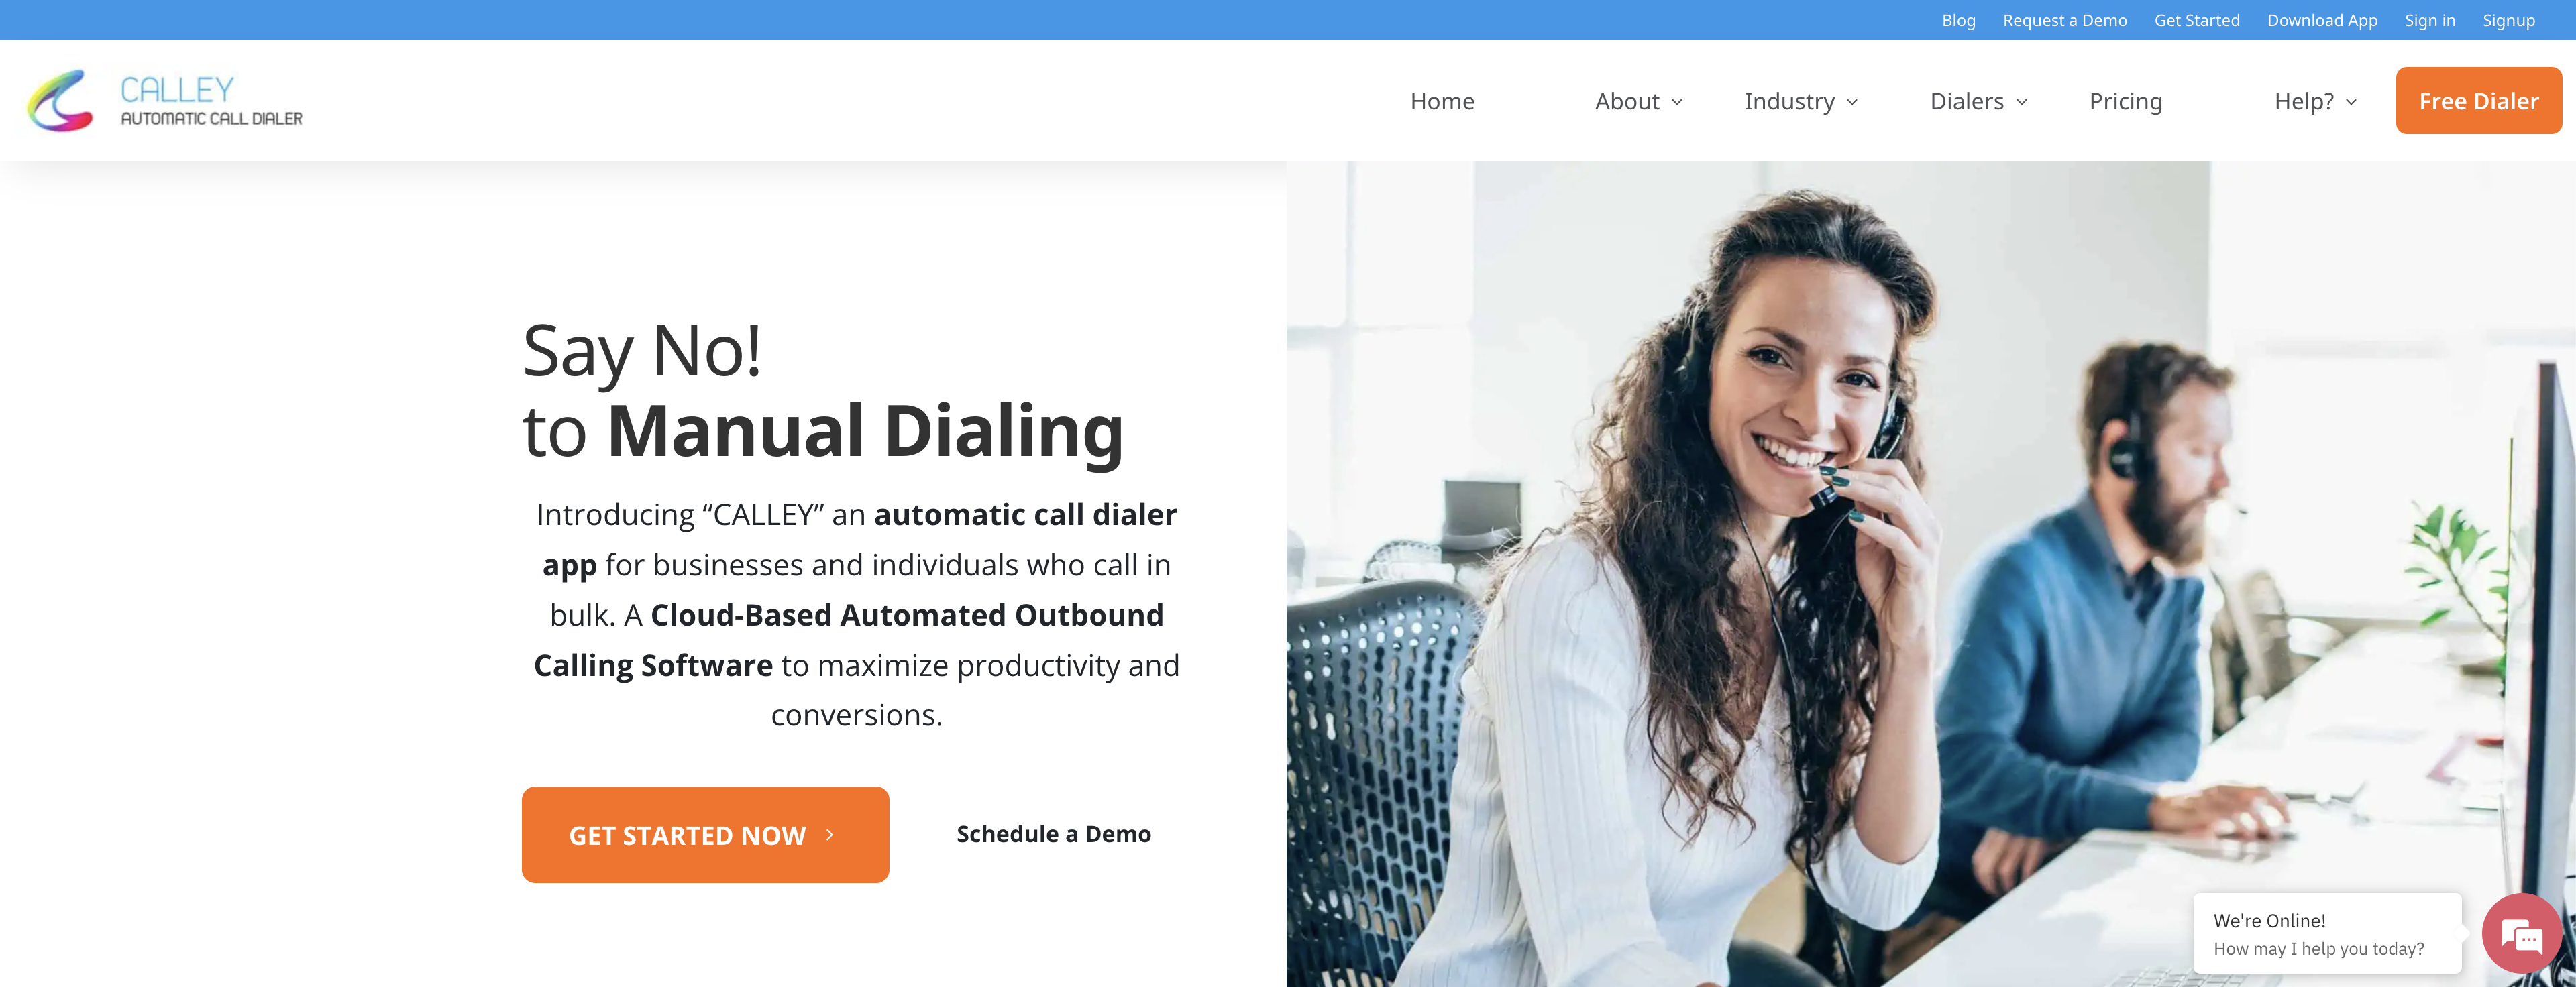 Blog Request a Demo Get Started Download App Sign in Signup
CALLEY
AUTOMATIC CALL DIALER
Home About Industry Dialers Pricing Help? Free Dialer
Say No!
to Manual Dialing
Introducing “CALLEY” an automatic call dialer
app for businesses and individuals who call in
bulk. A Cloud-Based Automated Outbound
Calling Software to maximize productivity and
conversions.
GET STARTED NOW
Schedule a Demo
We're Online!
How may I help you today?